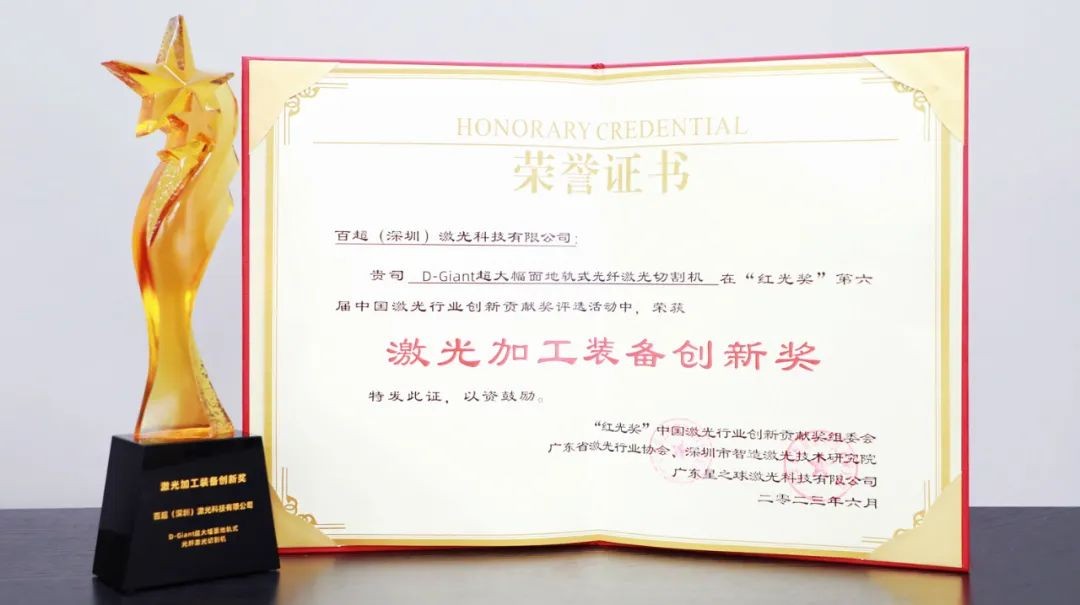 HONORARY CREDENTIAL
荣誉证书
百超（深圳）激光科技有限公司：
贵司 D-Giant超大幅面地轨式光纤激光切割机 在“红光奖”第六
届中国激光行业创新贡献奖评选活动中，荣获
激光加工装备创新奖
特发此证，以资鼓励。
“红光奖”中国激光行业创新贡献奖组委会
广东省激光行业协会、深圳市智造激光技术研究院
广东星之球激光科技有限公司
二零二三年六月
激光加工装备创新奖
百超（深圳）激光科技有限公司
D-Giant超大幅面地轨式
光纤激光切割机